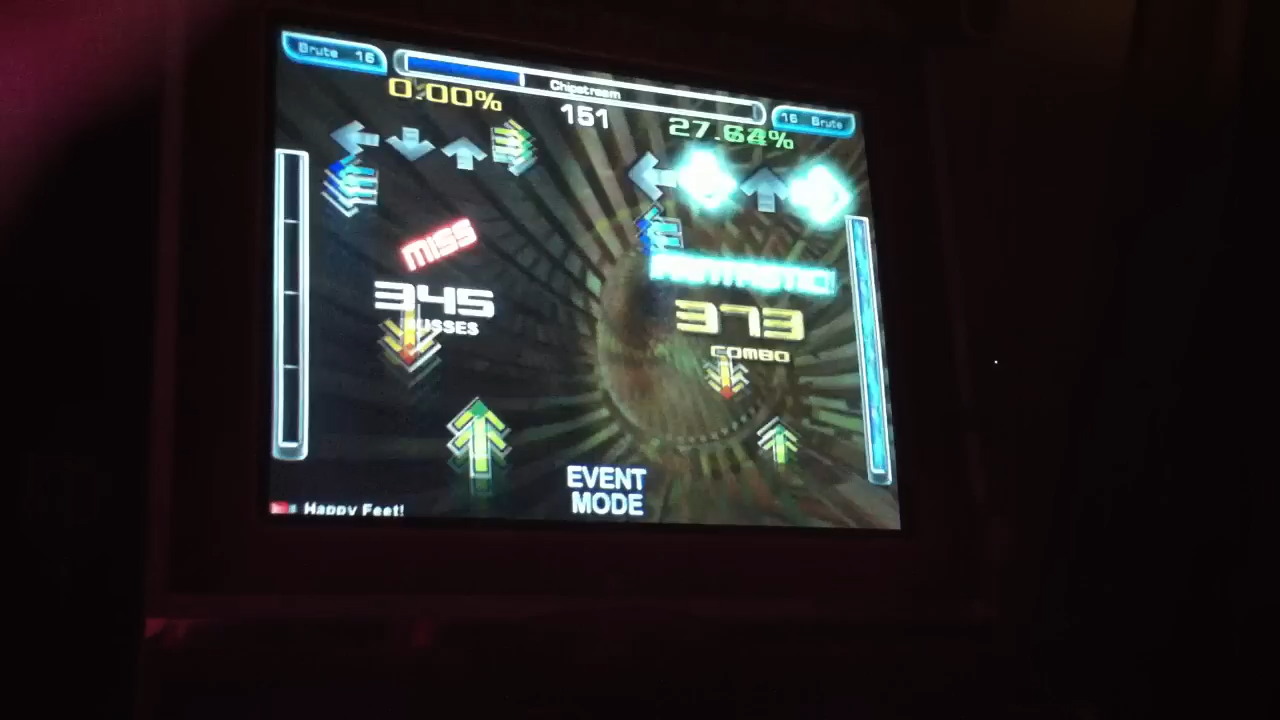 Brute 16
Chipstream
0.00%
151
27.64%
16 Brute
MISS
FANTASTIC!
345
MISSES
373
COMBO
EVENT
MODE
Happy Feet!